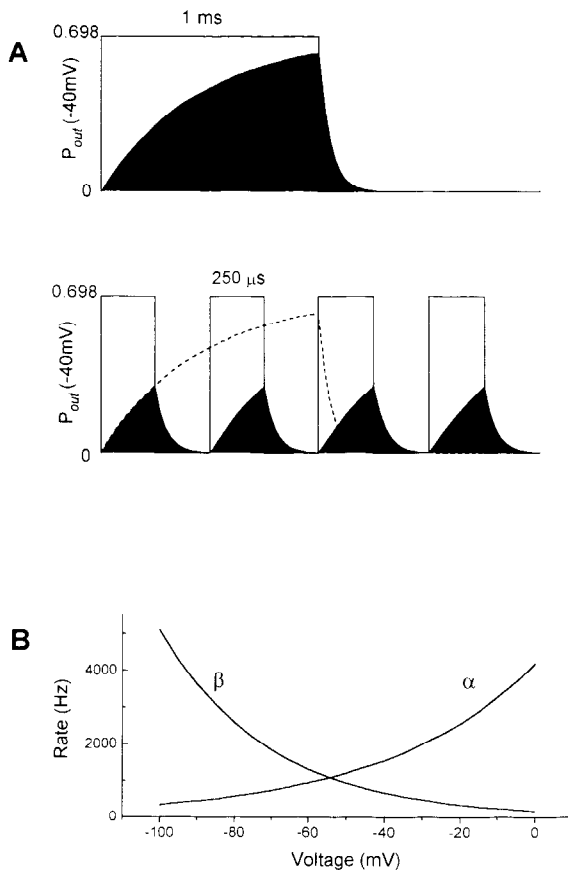 1 ms
A
0.698
P_out (-40mV)
0
250 μs
0.698
P_out (-40mV)
0
B
4000
2000
0
Rate (Hz)
β
α
-100
-80
-60
-40
-20
0
Voltage (mV)